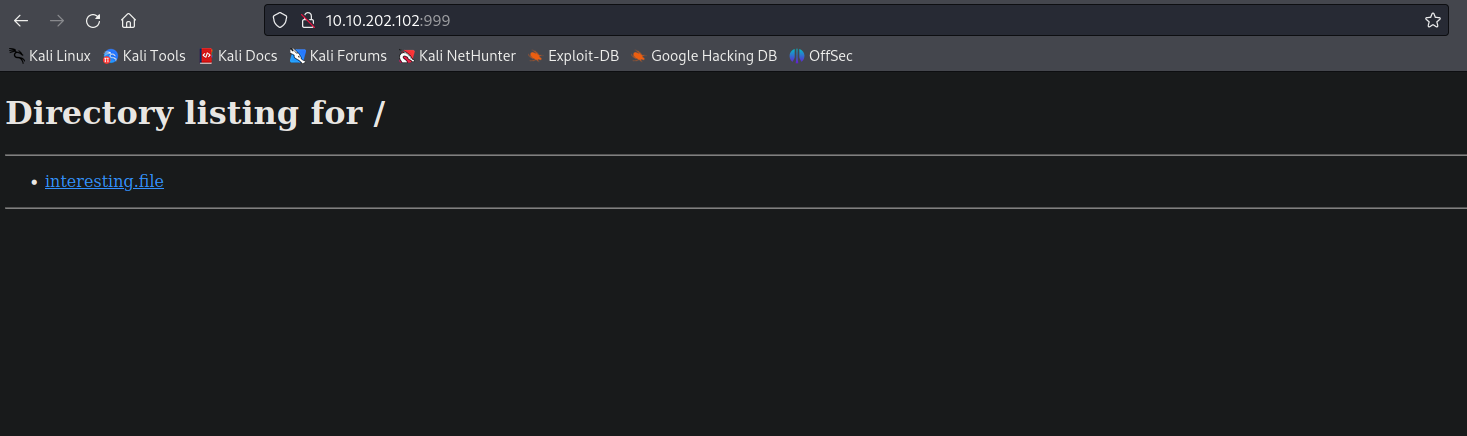 10.10.202.102:999
Kali Linux Kali Tools Kali Docs Kali Forums Kali NetHunter Exploit-DB Google Hacking DB OffSec
Directory listing for /
interesting.file